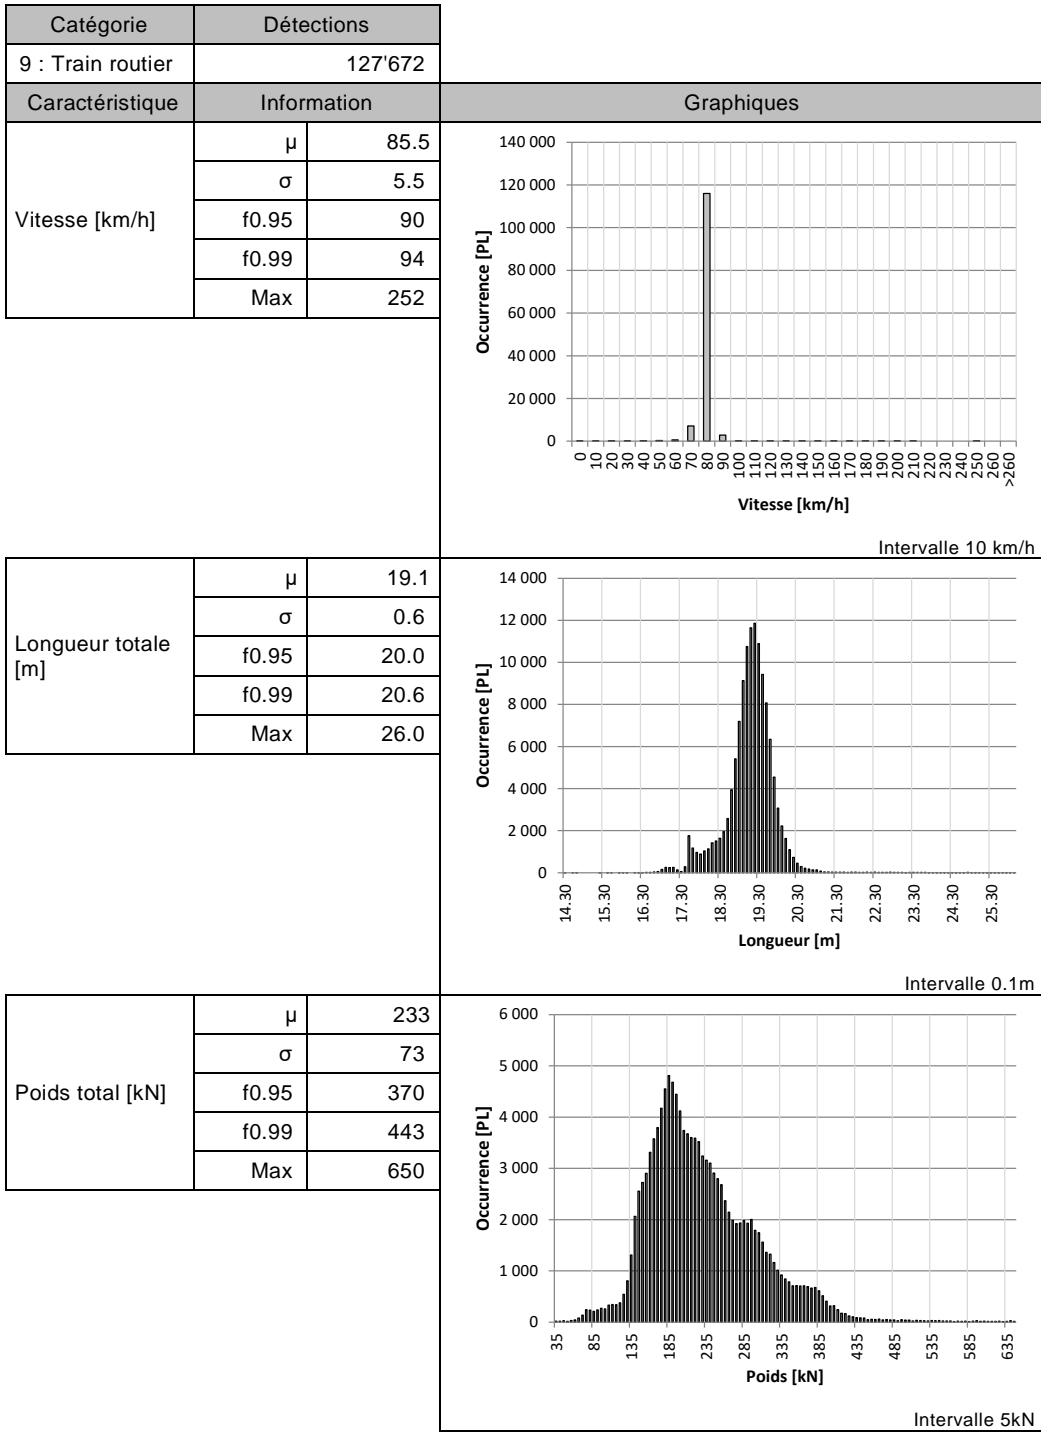 Catégorie Détections
9 : Train routier 127'672
Caractéristique Information Graphiques
Vitesse [km/h]
µ 85.5
σ 5.5
f0.95 90
f0.99 94
Max 252
140 000
120 000
100 000
80 000
60 000
40 000
20 000
0
Occurrence [PL]
0 10 20 30 40 50 60 70 80 90 100 110 120 130 140 150 160 170 180 190 200 210 220 230 240 250 260 >260
Vitesse [km/h]
Intervalle 10 km/h
Longueur totale
[m]
µ 19.1
σ 0.6
f0.95 20.0
f0.99 20.6
Max 26.0
14 000
12 000
10 000
8 000
6 000
4 000
2 000
0
Occurrence [PL]
14.30 15.30 16.30 17.30 18.30 19.30 20.30 21.30 22.30 23.30 24.30 25.30
Longueur [m]
Intervalle 0.1m
Poids total [kN]
µ 233
σ 73
f0.95 370
f0.99 443
Max 650
6 000
5 000
4 000
3 000
2 000
1 000
0
Occurrence [PL]
35 85 135 185 235 285 335 385 435 485 535 585 635
Poids [kN]
Intervalle 5kN